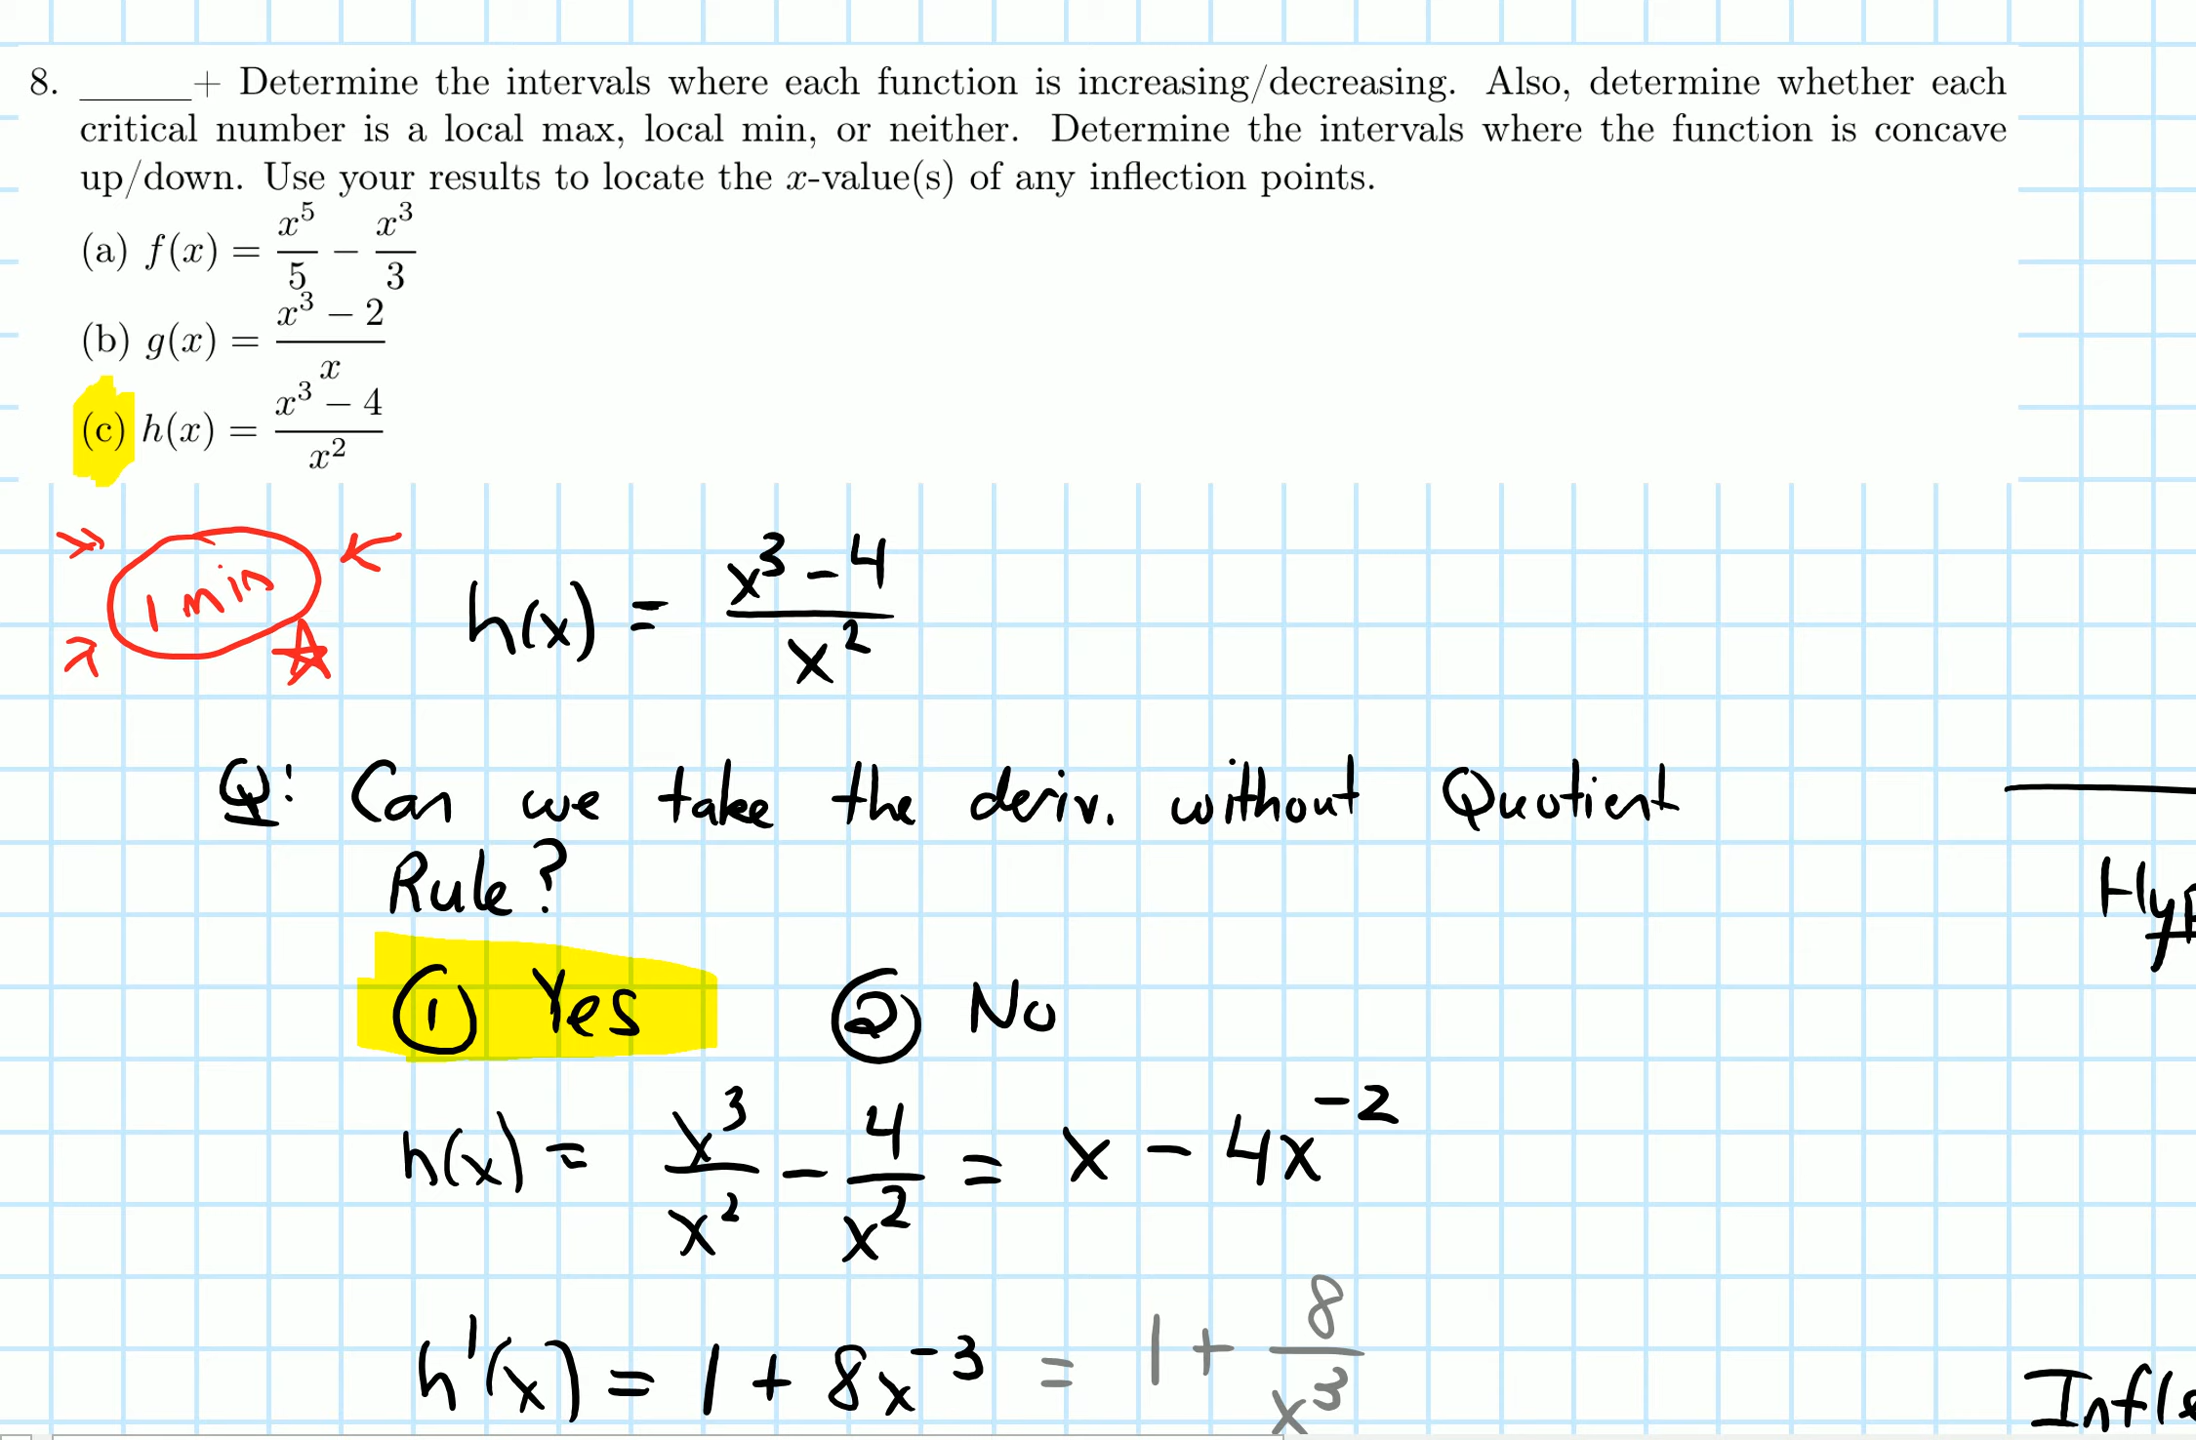 8. _____+ Determine the intervals where each function is increasing/decreasing. Also, determine whether each
critical number is a local max, local min, or neither. Determine the intervals where the function is concave
up/down. Use your results to locate the x-value(s) of any inflection points.
(a) f(x) = x^5/5 − x^3/3
(b) g(x) = (x^3 − 2)/x
(c) h(x) = (x^3 − 4)/x^2
1 min
h(x) = (x^3 − 4)/x^2
Q: Can we take the deriv. without Quotient
Rule?
① Yes ② No
h(x) = x^3/x^2 − 4/x^2 = x − 4x^−2
h'(x) = 1 + 8x^−3 = 1 + 8/x^3